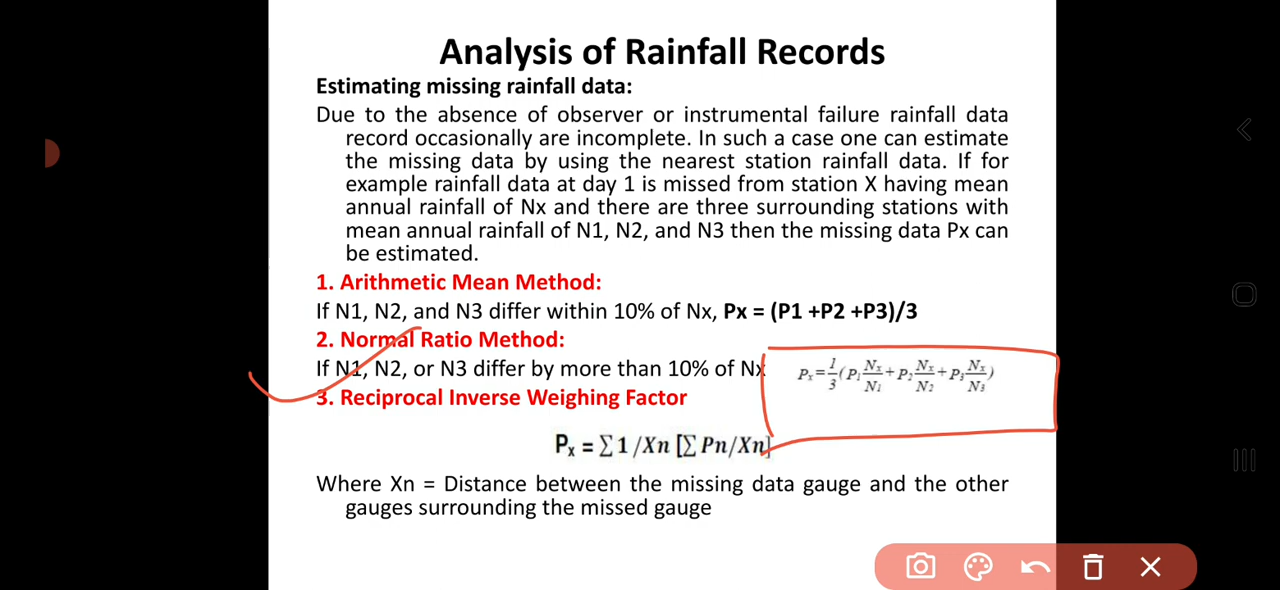 Analysis of Rainfall Records
Estimating missing rainfall data:
Due to the absence of observer or instrumental failure rainfall data
record occasionally are incomplete. In such a case one can estimate
the missing data by using the nearest station rainfall data. If for
example rainfall data at day 1 is missed from station X having mean
annual rainfall of Nx and there are three surrounding stations with
mean annual rainfall of N1, N2, and N3 then the missing data Px can
be estimated.
1. Arithmetic Mean Method:
If N1, N2, and N3 differ within 10% of Nx, Px = (P1 +P2 +P3)/3
2. Normal Ratio Method:
If N1, N2, or N3 differ by more than 10% of Nx Px=1/3(P1 Nx/N1+P2 Nx/N2+P3 Nx/N3)
3. Reciprocal Inverse Weighing Factor
Px = ∑1/Xn [∑ Pn/Xn]
Where Xn = Distance between the missing data gauge and the other
gauges surrounding the missed gauge